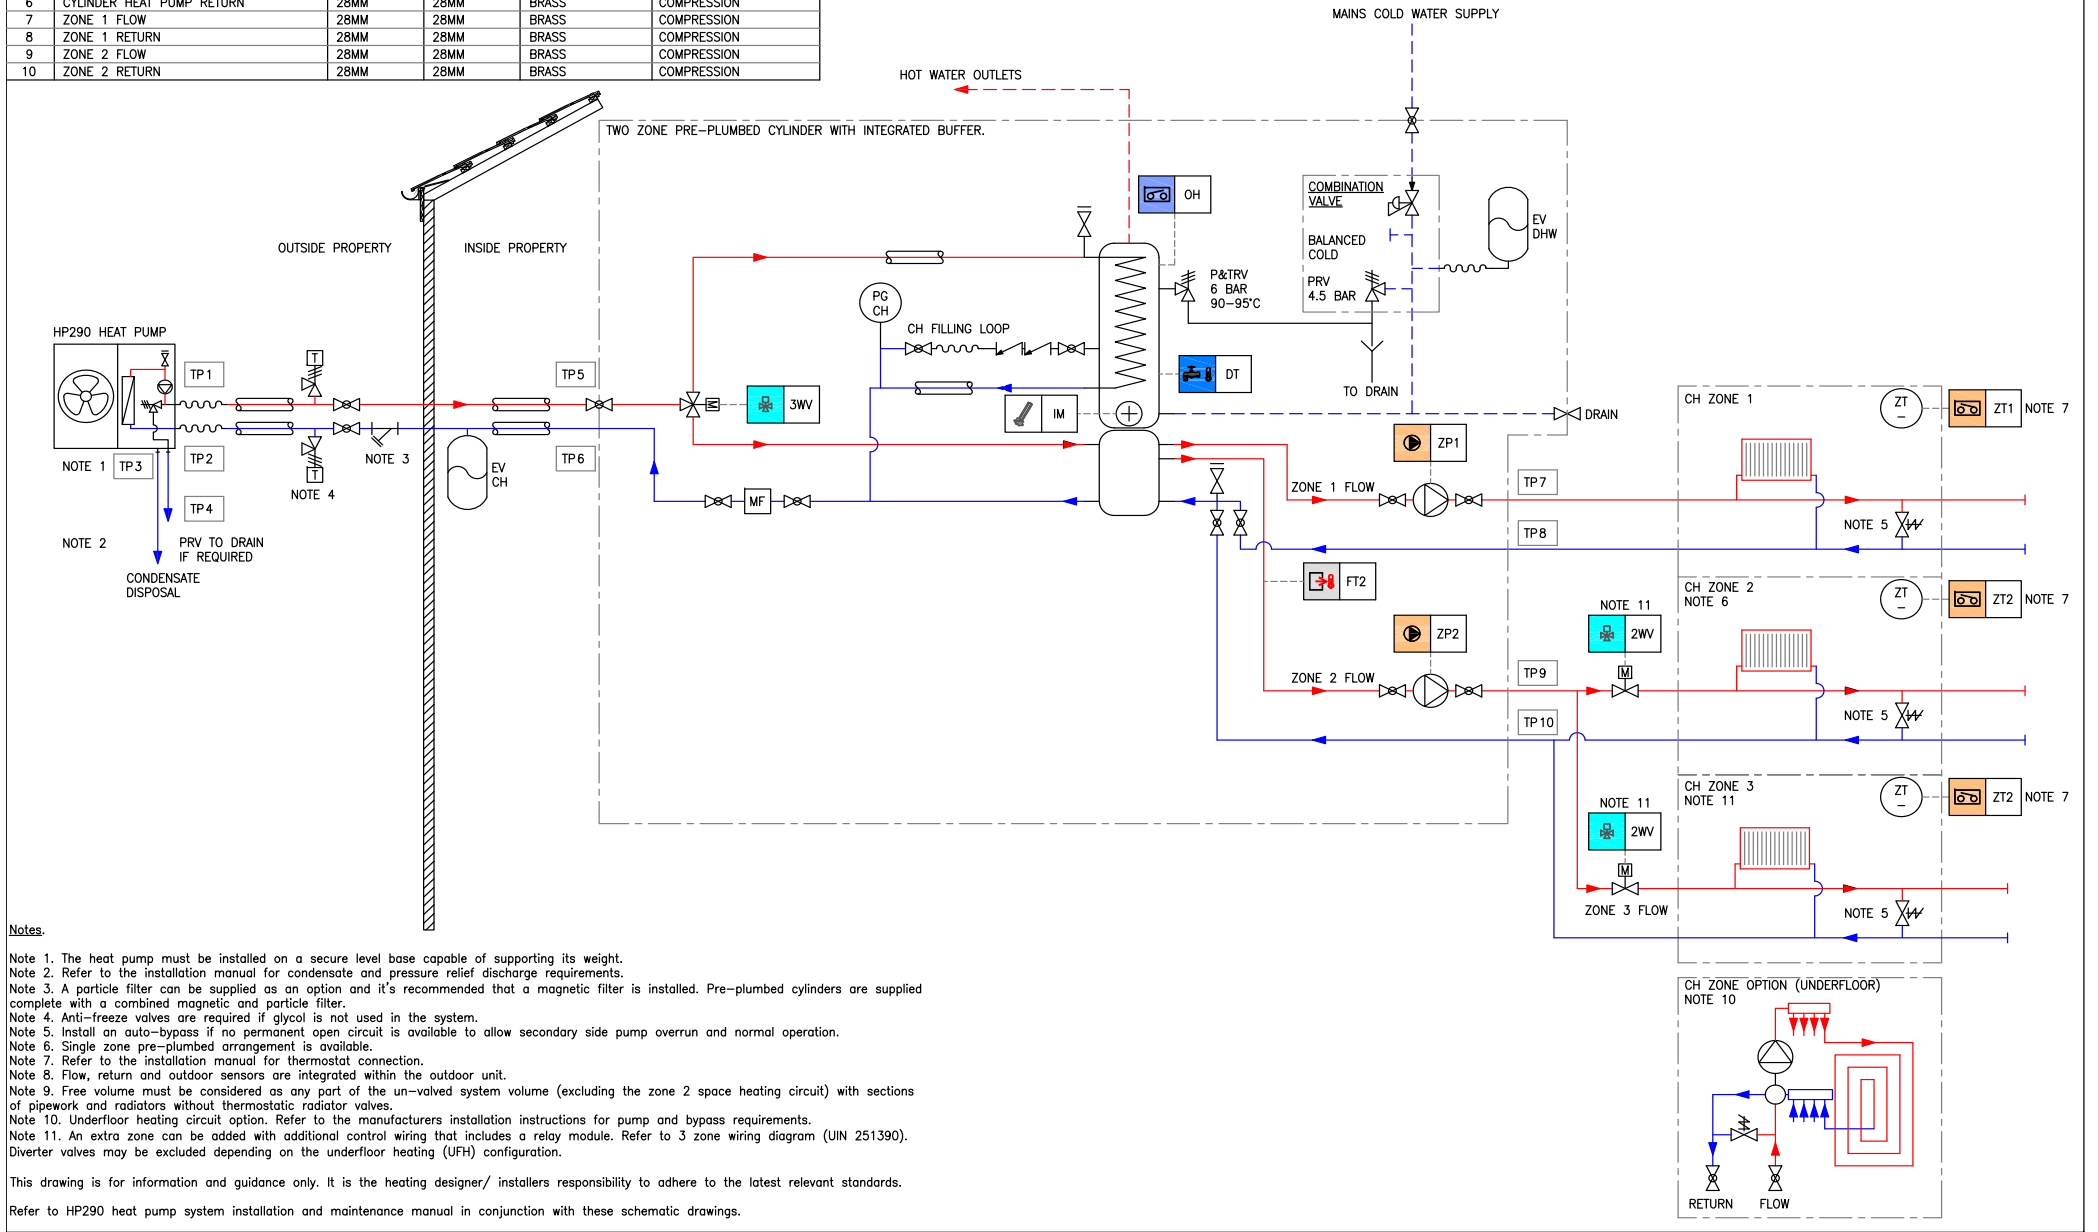 6 CYLINDER HEAT PUMP RETURN 28MM 28MM BRASS COMPRESSION
7 ZONE 1 FLOW 28MM 28MM BRASS COMPRESSION
8 ZONE 1 RETURN 28MM 28MM BRASS COMPRESSION
9 ZONE 2 FLOW 28MM 28MM BRASS COMPRESSION
10 ZONE 2 RETURN 28MM 28MM BRASS COMPRESSION
MAINS COLD WATER SUPPLY
HOT WATER OUTLETS
TWO ZONE PRE-PLUMBED CYLINDER WITH INTEGRATED BUFFER.
OH
COMBINATION
VALVE
BALANCED
COLD
PRV
4.5 BAR
EV
DHW
OUTSIDE PROPERTY
INSIDE PROPERTY
P&TRV
6 BAR
90-95°C
PG
CH
CH FILLING LOOP
HP290 HEAT PUMP
TP1
T
TP5
3WV
M
DT
IM
TO DRAIN
DRAIN
NOTE 1
TP3
TP2
NOTE 3
T
NOTE 4
EV
CH
TP6
TP4
NOTE 2
PRV TO DRAIN
IF REQUIRED
CONDENSATE
DISPOSAL
MF
ZP1
ZONE 1 FLOW
TP7
TP8
FT2
ZP2
ZONE 2 FLOW
TP9
TP10
CH ZONE 1
ZT
–
ZT1
NOTE 7
NOTE 5
CH ZONE 2
NOTE 6
ZT
–
ZT2
NOTE 7
NOTE 11
2WV
M
NOTE 5
CH ZONE 3
NOTE 11
ZT
–
ZT2
NOTE 7
NOTE 11
2WV
M
ZONE 3 FLOW
NOTE 5
CH ZONE OPTION (UNDERFLOOR)
NOTE 10
RETURN
FLOW
Notes.
Note 1. The heat pump must be installed on a secure level base capable of supporting its weight.
Note 2. Refer to the installation manual for condensate and pressure relief discharge requirements.
Note 3. A particle filter can be supplied as an option and it's recommended that a magnetic filter is installed. Pre-plumbed cylinders are supplied
complete with a combined magnetic and particle filter.
Note 4. Anti-freeze valves are required if glycol is not used in the system.
Note 5. Install an auto-bypass if no permanent open circuit is available to allow secondary side pump overrun and normal operation.
Note 6. Single zone pre-plumbed arrangement is available.
Note 7. Refer to the installation manual for thermostat connection.
Note 8. Flow, return and outdoor sensors are integrated within the outdoor unit.
Note 9. Free volume must be considered as any part of the un-valved system volume (excluding the zone 2 space heating circuit) with sections
of pipework and radiators without thermostatic radiator valves.
Note 10. Underfloor heating circuit option. Refer to the manufacturers installation instructions for pump and bypass requirements.
Note 11. An extra zone can be added with additional control wiring that includes a relay module. Refer to 3 zone wiring diagram (UIN 251390).
Diverter valves may be excluded depending on the underfloor heating (UFH) configuration.
This drawing is for information and guidance only. It is the heating designer/ installers responsibility to adhere to the latest relevant standards.
Refer to HP290 heat pump system installation and maintenance manual in conjunction with these schematic drawings.